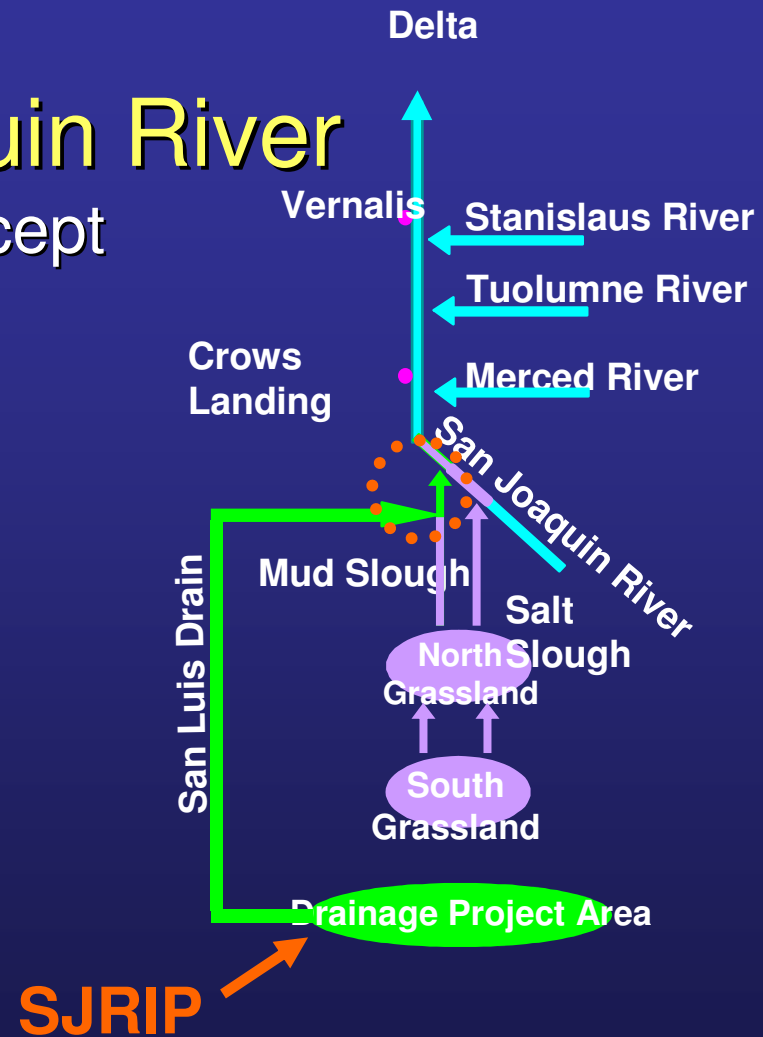 Delta
uin River
cept
Vernalis
Stanislaus River
Tuolumne River
Crows
Landing
Merced River
San Joaquin River
Mud Slough
Salt
Slough
North
Grassland
San Luis Drain
South
Grassland
Drainage Project Area
SJRIP